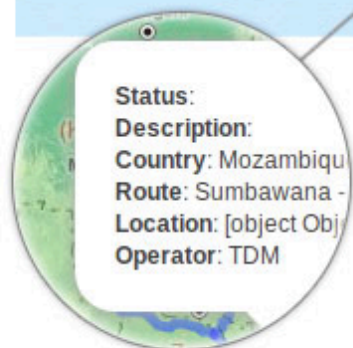 Status:
Description:
Country: Mozambiqu
Route: Sumbawana -
Location: [object Obj
Operator: TDM